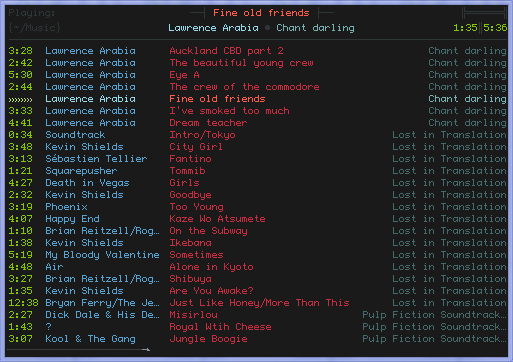 Playing: Fine old friends
[~/Music] Lawrence Arabia * Chant darling 1:35 5:36
3:28 Lawrence Arabia Auckland CBD part 2 Chant darling
2:42 Lawrence Arabia The beautiful young crew Chant darling
5:30 Lawrence Arabia Eye A Chant darling
2:44 Lawrence Arabia The crew of the commodore Chant darling
»»»»» Lawrence Arabia Fine old friends Chant darling
3:33 Lawrence Arabia I've smoked too much Chant darling
4:41 Lawrence Arabia Dream teacher Chant darling
0:34 Soundtrack Intro/Tokyo Lost in Translation
3:48 Kevin Shields City Girl Lost in Translation
3:13 Sébastien Tellier Fantino Lost in Translation
1:21 Squarepusher Tommib Lost in Translation
4:27 Death in Vegas Girls Lost in Translation
2:32 Kevin Shields Goodbye Lost in Translation
3:19 Phoenix Too Young Lost in Translation
4:07 Happy End Kaze Wo Atsumete Lost in Translation
1:10 Brian Reitzell/Rog… On the Subway Lost in Translation
1:38 Kevin Shields Ikebana Lost in Translation
5:19 My Bloody Valentine Sometimes Lost in Translation
4:48 Air Alone in Kyoto Lost in Translation
3:27 Brian Reitzell/Rog… Shibuya Lost in Translation
1:35 Kevin Shields Are You Awake? Lost in Translation
12:38 Bryan Ferry/The Je… Just Like Honey/More Than This Lost in Translation
2:27 Dick Dale & His De… Misirlou Pulp Fiction Soundtrack…
1:43 ? Royal Wtih Cheese Pulp Fiction Soundtrack…
3:07 Kool & The Gang Jungle Boogie Pulp Fiction Soundtrack…